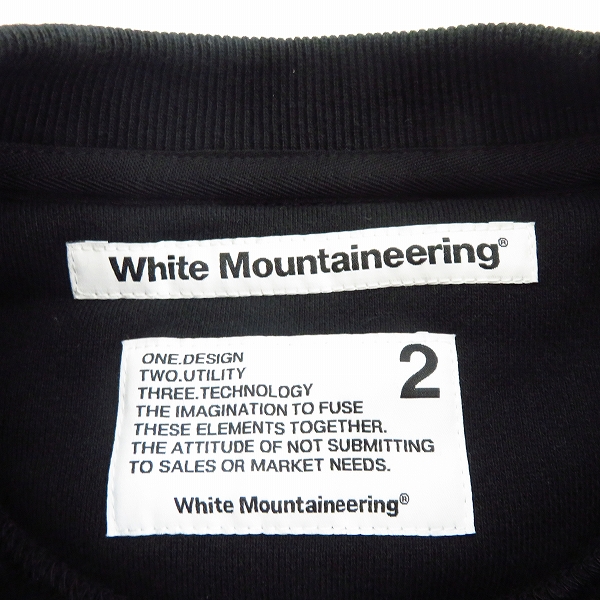 White Mountaineering®
ONE.DESIGN
2
TWO.UTILITY
THREE.TECHNOLOGY
THE IMAGINATION TO FUSE
THESE ELEMENTS TOGETHER.
THE ATTITUDE OF NOT SUBMITTING
TO SALES OR MARKET NEEDS.
White Mountaineering®